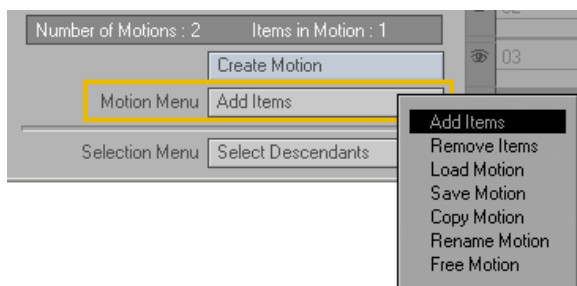 02
Number of Motions : 2 Items in Motion : 1
Create Motion
03
Motion Menu Add Items
Selection Menu Select Descendants
Add Items
Remove Items
Load Motion
Save Motion
Copy Motion
Rename Motion
Free Motion